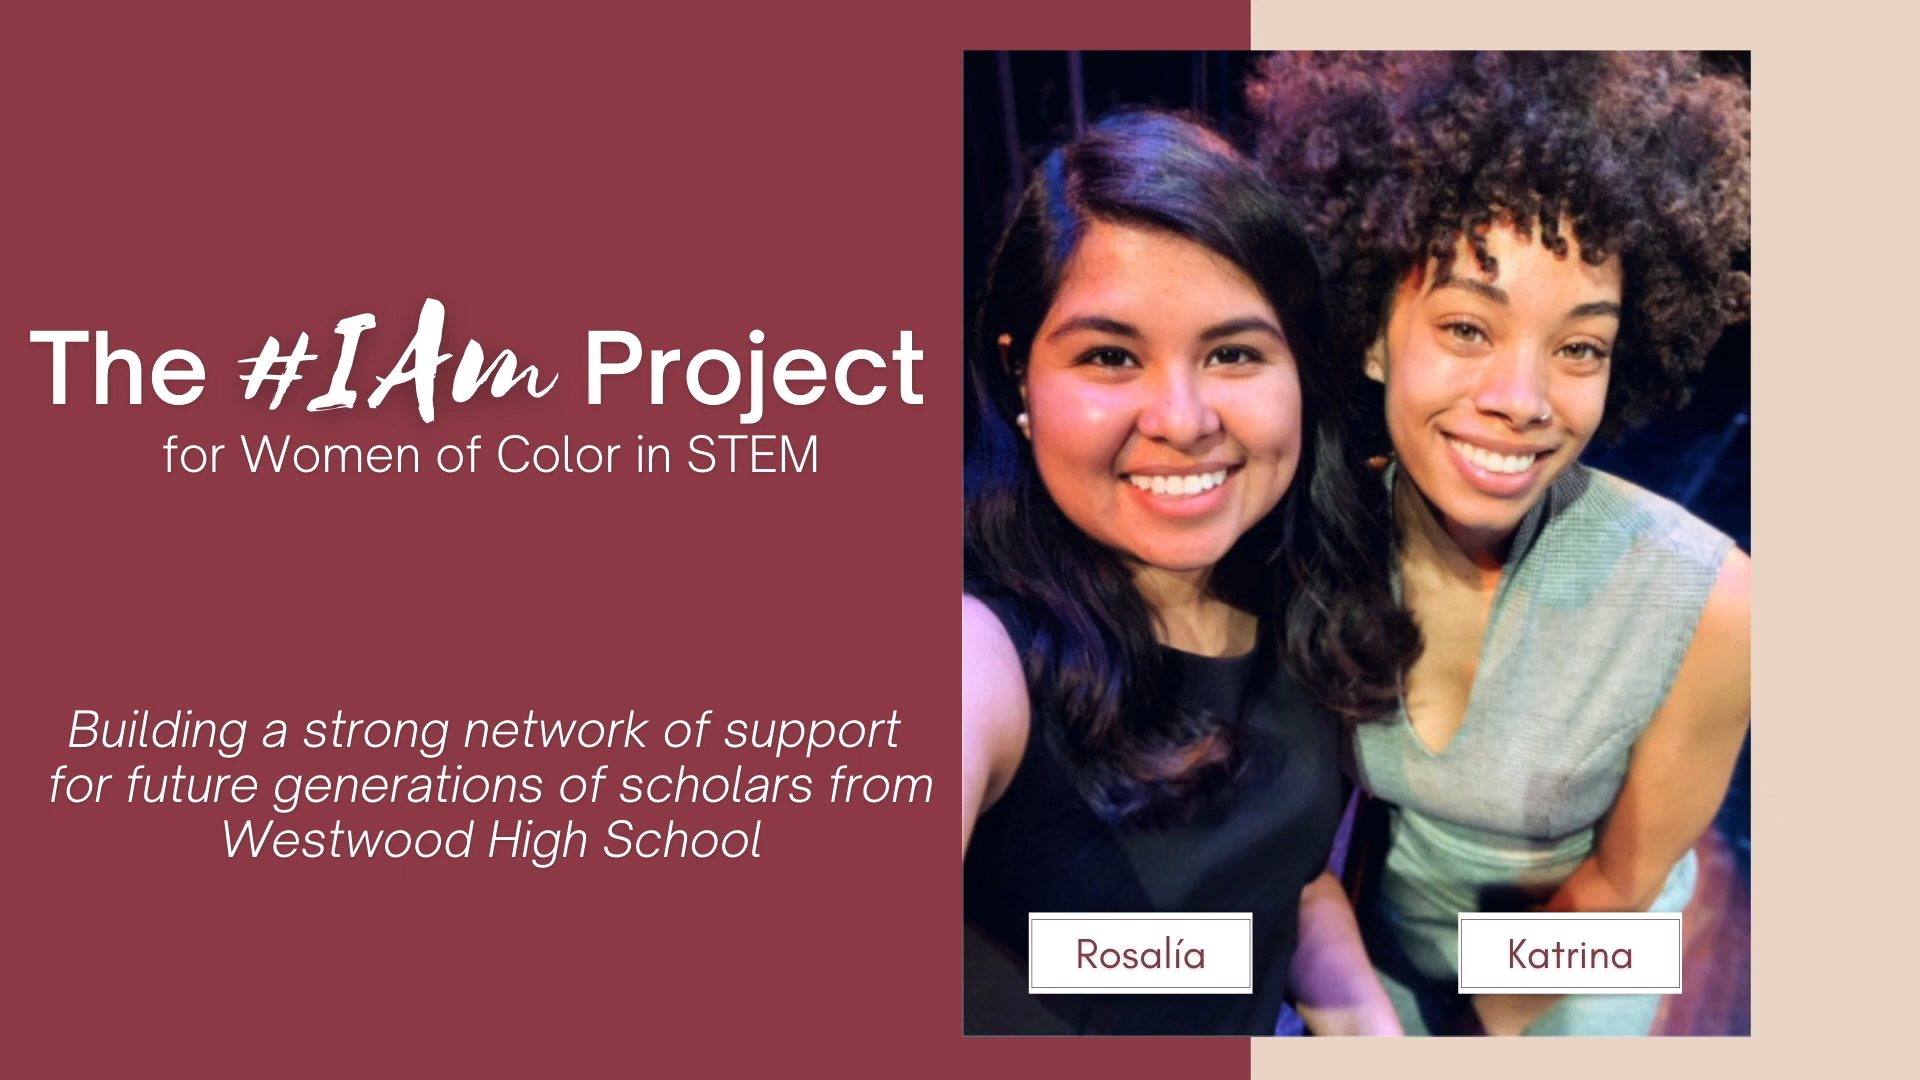 The #IAm Project
for Women of Color in STEM
Building a strong network of support
for future generations of scholars from
Westwood High School
Rosalía
Katrina